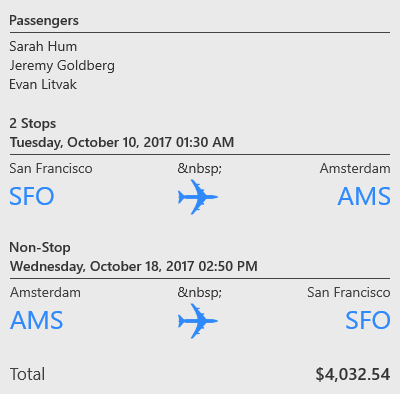 Passengers
Sarah Hum
Jeremy Goldberg
Evan Litvak
2 Stops
Tuesday, October 10, 2017 01:30 AM
San Francisco &nbsp; Amsterdam
SFO AMS
Non-Stop
Wednesday, October 18, 2017 02:50 PM
Amsterdam &nbsp; San Francisco
AMS SFO
Total $4,032.54